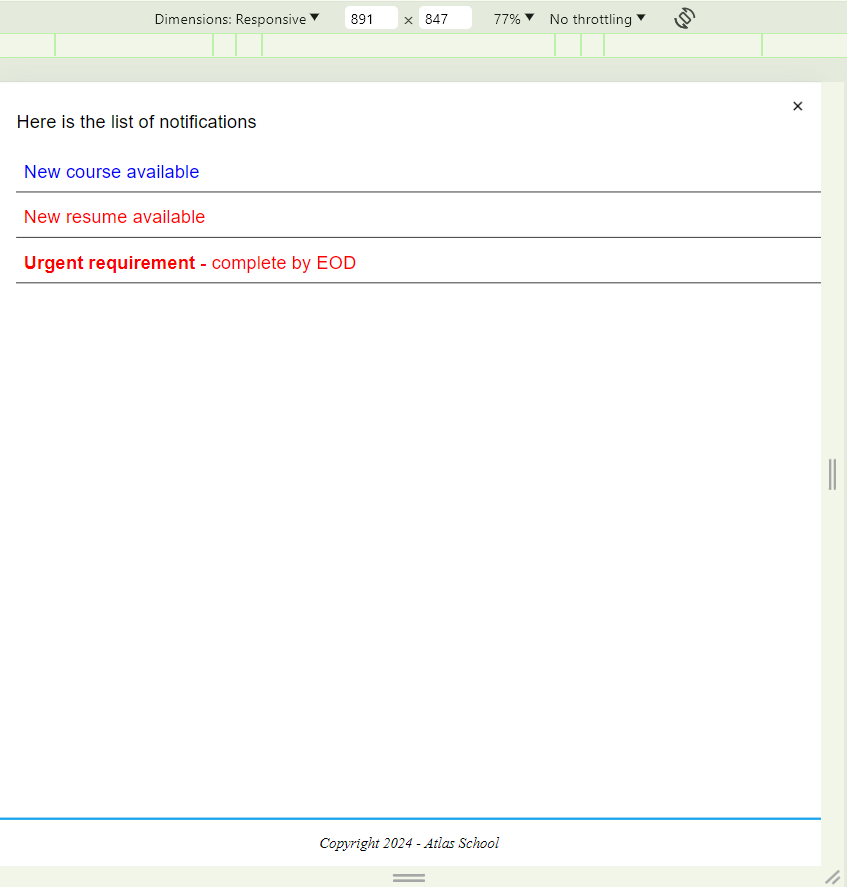 Dimensions: Responsive ▼ 891 × 847 77% ▼ No throttling ▼
×
Here is the list of notifications
New course available
New resume available
Urgent requirement - complete by EOD
Copyright 2024 - Atlas School